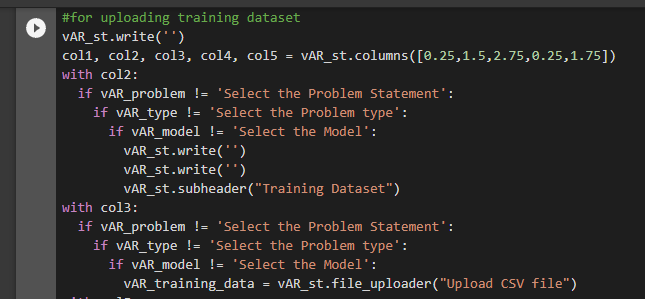 #for uploading training dataset
vAR_st.write('')
col1, col2, col3, col4, col5 = vAR_st.columns([0.25,1.5,2.75,0.25,1.75])
with col2:
  if vAR_problem != 'Select the Problem Statement':
    if vAR_type != 'Select the Problem type':
      if vAR_model != 'Select the Model':
        vAR_st.write('')
        vAR_st.write('')
        vAR_st.subheader("Training Dataset")
with col3:
  if vAR_problem != 'Select the Problem Statement':
    if vAR_type != 'Select the Problem type':
      if vAR_model != 'Select the Model':
        vAR_training_data = vAR_st.file_uploader("Upload CSV file")